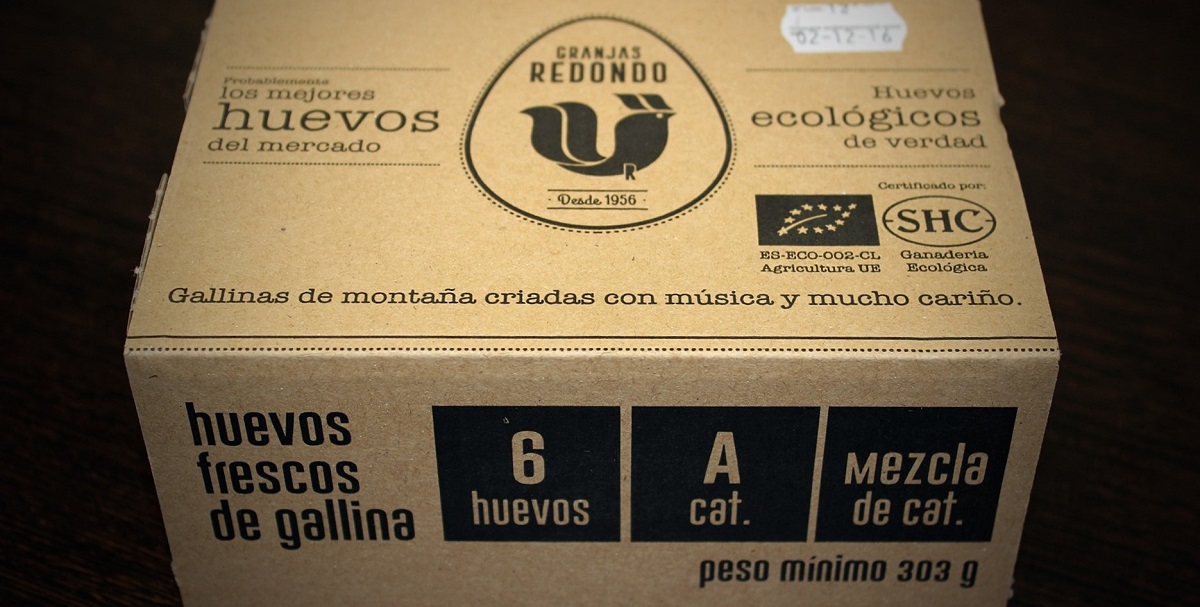 02-12-16
GRANJAS
REDONDO
R
· Desde 1956 ·
Probablemente
los mejores
huevos
del mercado
Huevos
ecológicos
de verdad
Certificado por:
SHC
ES-ECO-002-CL
Agricultura UE
Ganadería
Ecológica
Gallinas de montaña criadas con música y mucho cariño.
huevos
frescos
de gallina
6
huevos
A
cat.
Mezcla
de cat.
peso mínimo 303 g